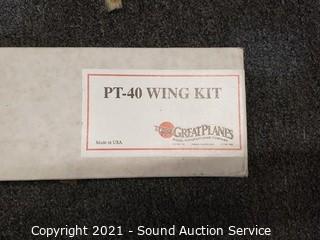 PT-40 WING KIT
GREAT PLANES
Made in USA
Copyright 2021 - Sound Auction Service